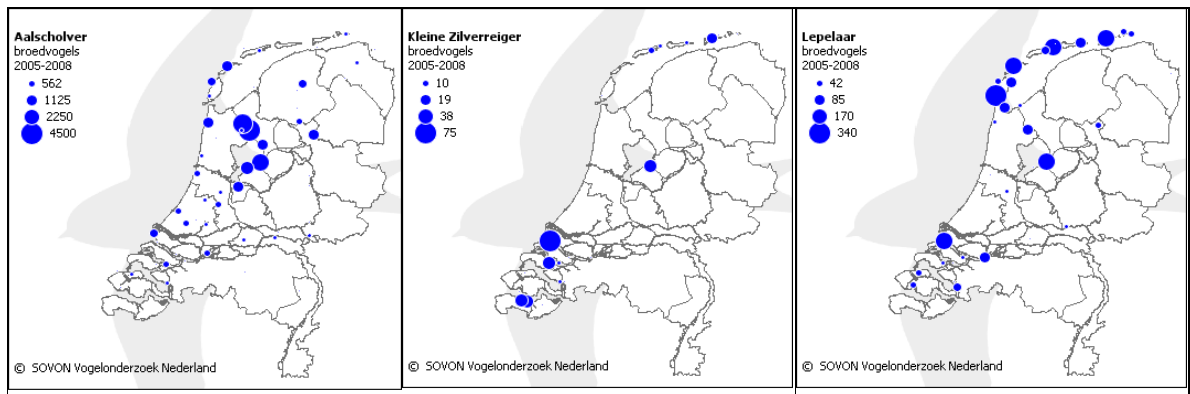 Aalscholver
broedvogels
2005-2008
562
1125
2250
4500
© SOVON Vogelonderzoek Nederland
Kleine Zilverreiger
broedvogels
2005-2008
10
19
38
75
© SOVON Vogelonderzoek Nederland
Lepelaar
broedvogels
2005-2008
42
85
170
340
© SOVON Vogelonderzoek Nederland